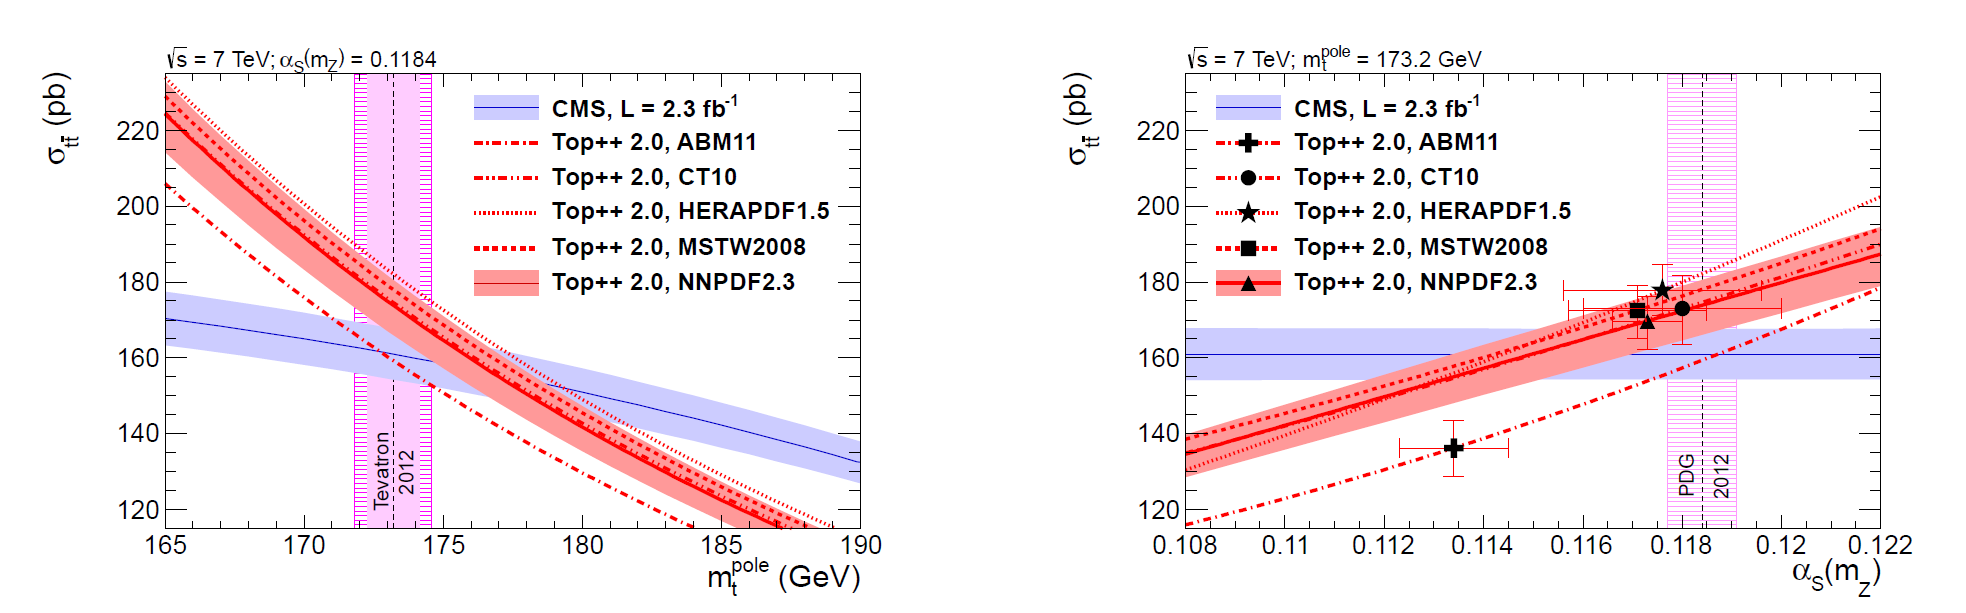 √s = 7 TeV; αS(mZ) = 0.1184
σtt̄ (pb)
220
200
180
160
140
120
CMS, L = 2.3 fb-1
Top++ 2.0, ABM11
Top++ 2.0, CT10
Top++ 2.0, HERAPDF1.5
Top++ 2.0, MSTW2008
Top++ 2.0, NNPDF2.3
Tevatron
2012
165 170 175 180 185 190
mtpole (GeV)
√s = 7 TeV; mtpole = 173.2 GeV
σtt̄ (pb)
220
200
180
160
140
120
CMS, L = 2.3 fb-1
Top++ 2.0, ABM11
Top++ 2.0, CT10
Top++ 2.0, HERAPDF1.5
Top++ 2.0, MSTW2008
Top++ 2.0, NNPDF2.3
PDG
2012
0.108 0.11 0.112 0.114 0.116 0.118 0.12 0.122
αS(mZ)